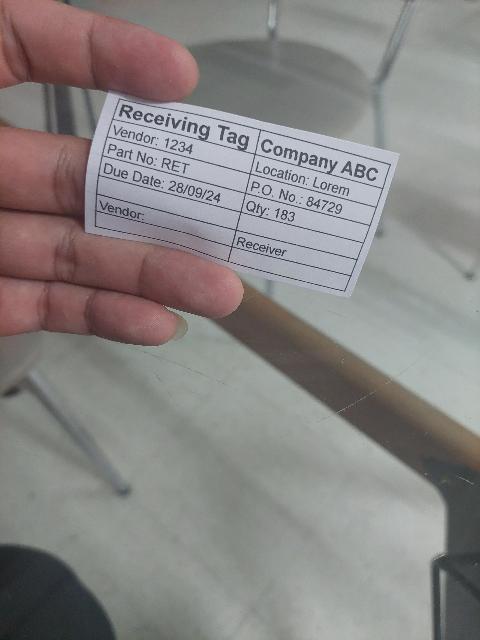 Receiving Tag Company ABC
Vendor: 1234 Location: Lorem
Part No: RET P.O. No.: 84729
Due Date: 28/09/24 Qty: 183
Vendor: Receiver